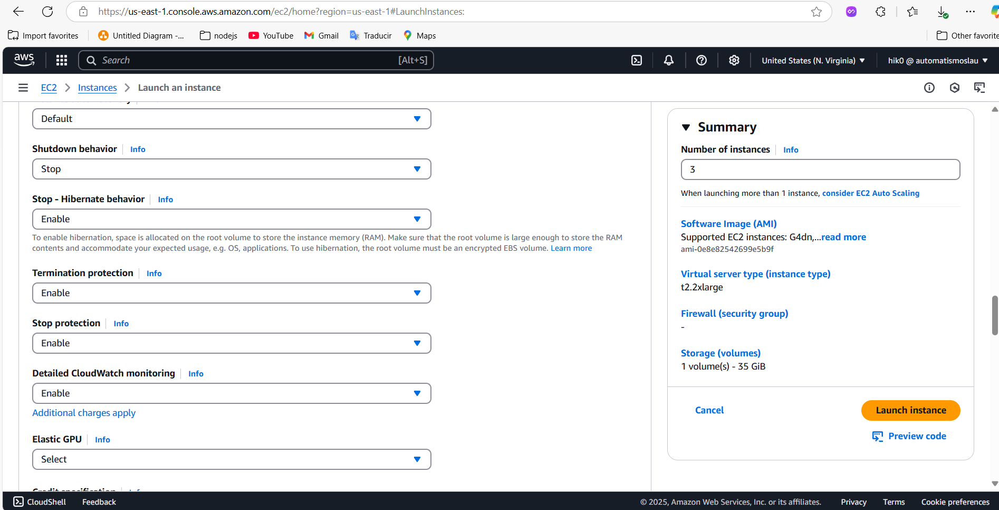 https://us-east-1.console.aws.amazon.com/ec2/home?region=us-east-1#LaunchInstances:
Import favorites
Untitled Diagram -...
nodejs
YouTube
Gmail
Traducir
Maps
Other favorite
aws
Search
[Alt+S]
United States (N. Virginia)
hik0 @ automatismoslau
EC2
Instances
Launch an instance
Default
Shutdown behavior
Info
Stop
Stop - Hibernate behavior
Info
Enable
To enable hibernation, space is allocated on the root volume to store the instance memory (RAM). Make sure that the root volume is large enough to store the RAM
contents and accommodate your expected usage, e.g. OS, applications. To use hibernation, the root volume must be an encrypted EBS volume. Learn more
Termination protection
Info
Enable
Stop protection
Info
Enable
Detailed CloudWatch monitoring
Info
Enable
Additional charges apply
Elastic GPU
Info
Select
Credit specification
Info
Summary
Number of instances
Info
3
When launching more than 1 instance, consider EC2 Auto Scaling
Software Image (AMI)
Supported EC2 instances: G4dn,...read more
ami-0e8e82542699e5b9f
Virtual server type (instance type)
t2.2xlarge
Firewall (security group)
-
Storage (volumes)
1 volume(s) - 35 GiB
Cancel
Launch instance
Preview code
CloudShell
Feedback
© 2025, Amazon Web Services, Inc. or its affiliates.
Privacy
Terms
Cookie preferences